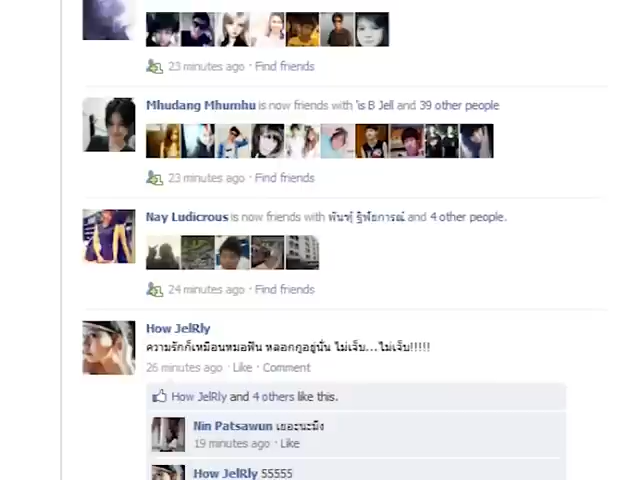 23 minutes ago · Find friends
Mhudang Mhumhu is now friends with 'is B Jell and 39 other people
23 minutes ago · Find friends
Nay Ludicrous is now friends with พันฑุ์ ฐิฟัยการณ์ and 4 other people.
24 minutes ago · Find friends
How JelRly
ความรักก็เหมือนหมอฟัน หลอกกูอยู่นั่น ไม่เจ็บ...ไม่เจ็บ!!!!!
26 minutes ago · Like · Comment
How JelRly and 4 others like this.
Nin Patsawun เยอะนะมึง
19 minutes ago · Like
How JelRly 55555